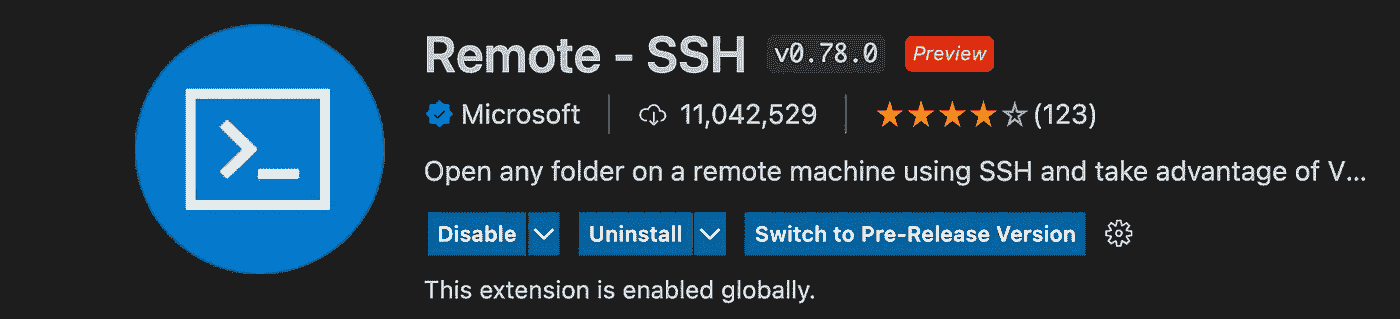 Remote - SSH v0.78.0 Preview
Microsoft 11,042,529 (123)
Open any folder on a remote machine using SSH and take advantage of V...
Disable Uninstall Switch to Pre-Release Version
This extension is enabled globally.